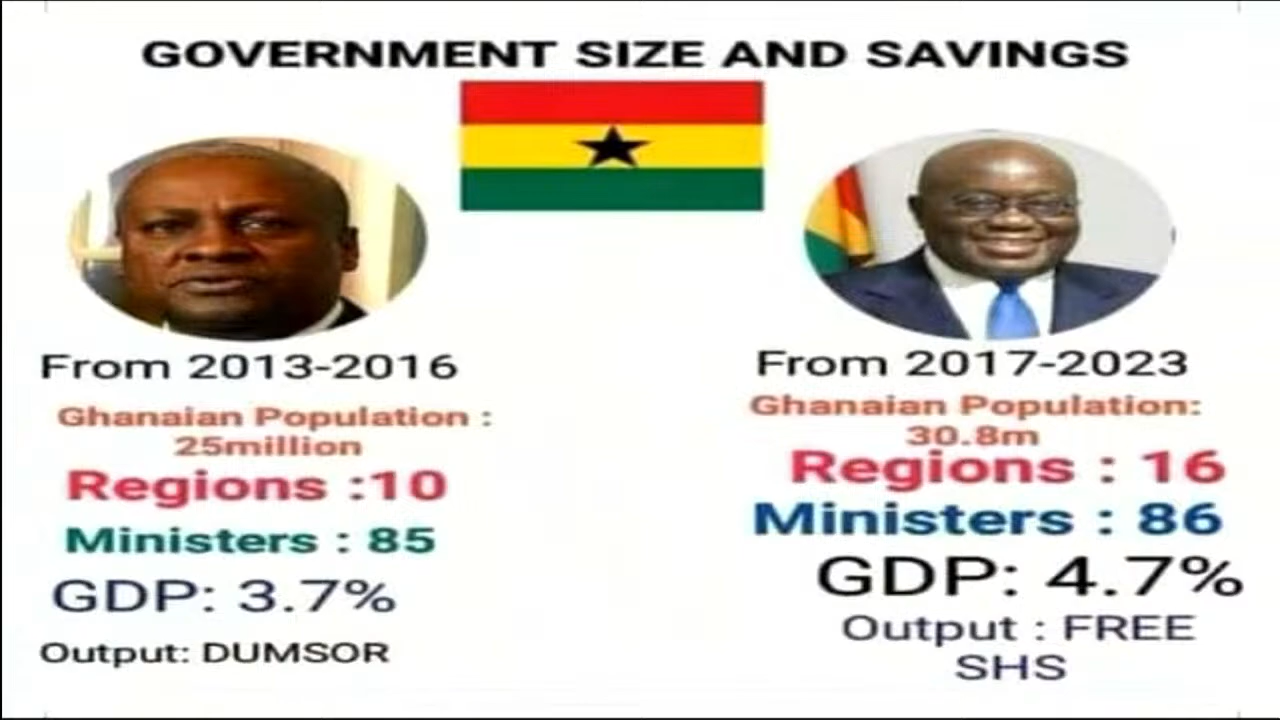 GOVERNMENT SIZE AND SAVINGS
From 2013-2016
Ghanaian Population :
25million
Regions :10
Ministers : 85
GDP: 3.7%
Output: DUMSOR
From 2017-2023
Ghanaian Population:
30.8m
Regions : 16
Ministers : 86
GDP: 4.7%
Output : FREE
SHS